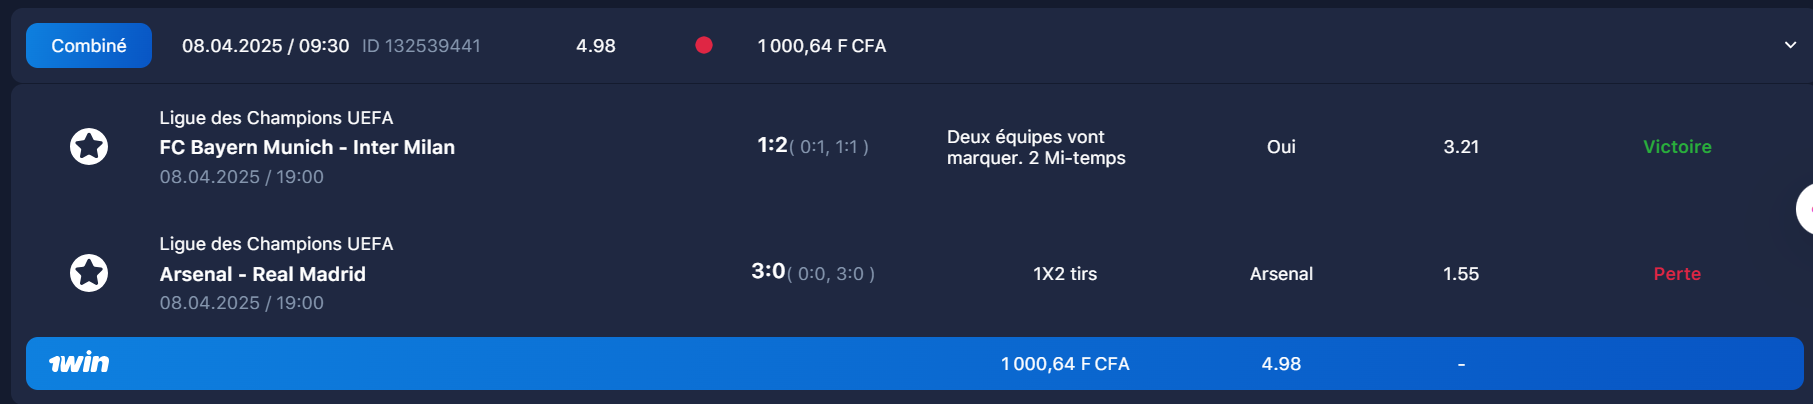 Combiné 08.04.2025 / 09:30 ID 132539441 4.98 1 000,64 F CFA
Ligue des Champions UEFA
FC Bayern Munich - Inter Milan
08.04.2025 / 19:00
1:2( 0:1, 1:1 )
Deux équipes vont
marquer. 2 Mi-temps
Oui
3.21
Victoire
Ligue des Champions UEFA
Arsenal - Real Madrid
08.04.2025 / 19:00
3:0( 0:0, 3:0 )
1X2 tirs
Arsenal
1.55
Perte
1win 1 000,64 F CFA 4.98 -